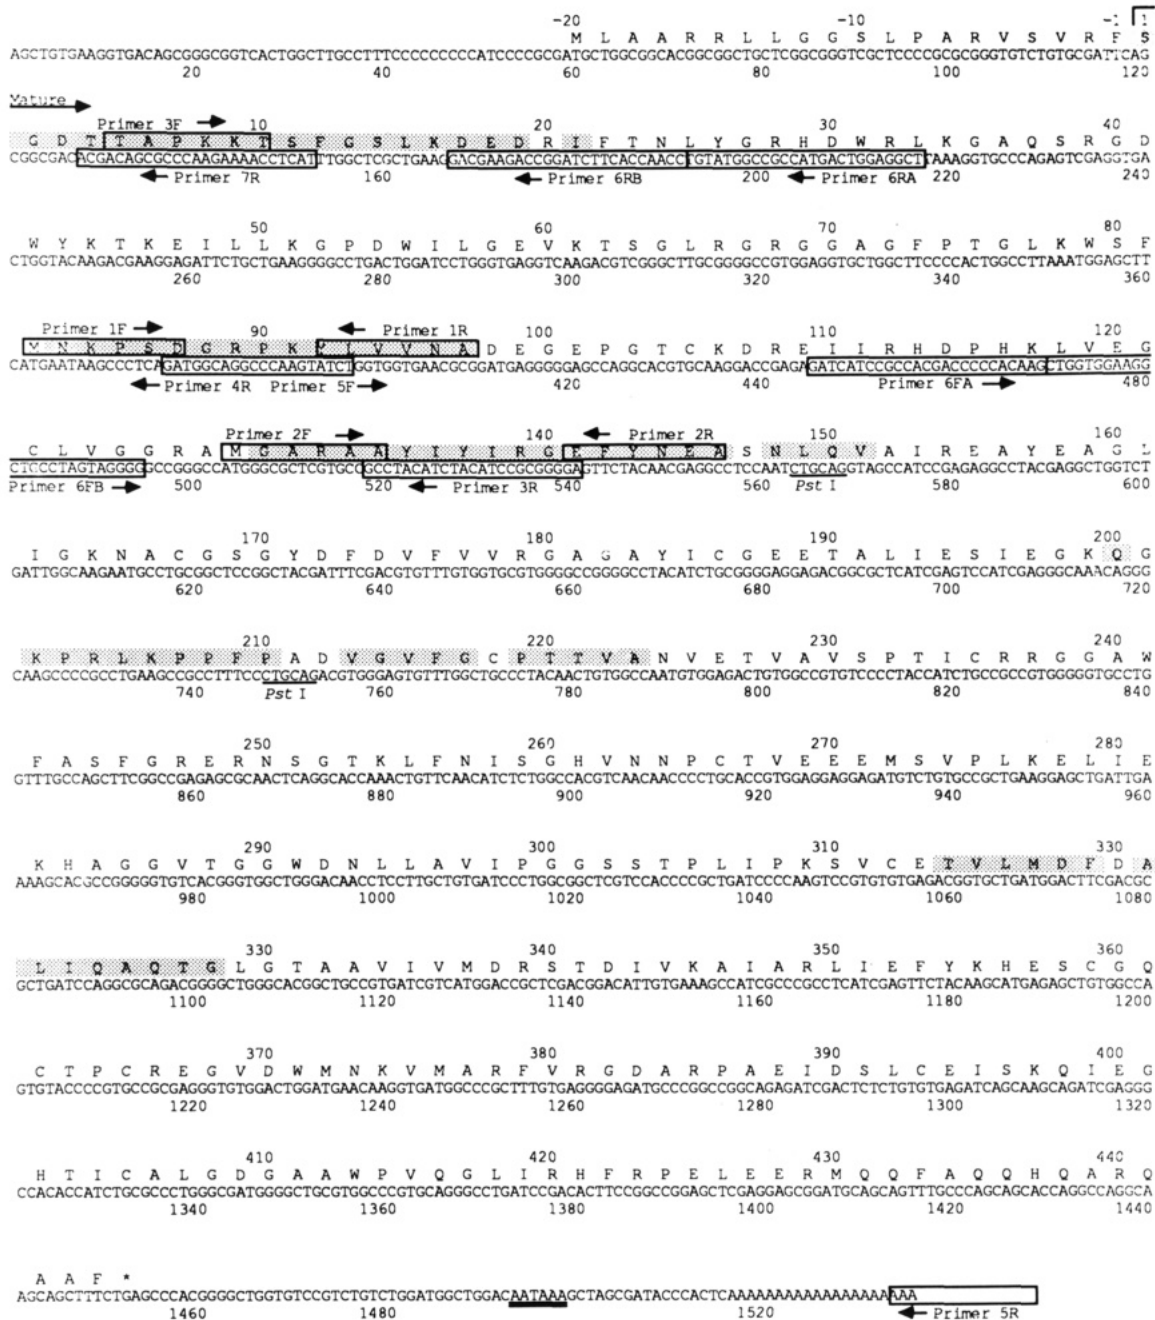 -20 -10 -1 1
M L A A R R L L G G S L P A R V S V R F S
AGCTGTGAAGGTGACAGCGGGCGGTCACTGGCTTGCCTTTCCCCCCCCCCATCCCCGCGATGCTGGCGGCACGGCGGCTGCTCGGCGGGTCGCTCCCCGCGCGGGTGTCTGTGCGATTCAG
20 40 60 80 100 120
Mature
Primer 3F 10 20 30 40
G D T T A P K K T S F G S L K D E D R I F T N L Y G R H D W R L K G A Q S R G D
CGGCGACACGACAGCGCCCAAGAAAACCTCATTTGGCTCGCTGAAGGACGAAGACCGGATCTTCACCAACCTGTATGGCCGCCATGACTGGAGGCTCAAAGGTGCCCAGAGTCGAGGTGA
Primer 7R 160 Primer 6RB 200 Primer 6RA 220 240
50 60 70 80
W Y K T K E I L L K G P D W I L G E V K T S G L R G R G G A G F P T G L K W S F
CTGGTACAAGACGAAGGAGATTCTGCTGAAGGGGCCTGACTGGATCCTGGGTGAGGTCAAGACGTCGGGCTTGCGGGGCCGTGGAGGTGCTGGCTTCCCCACTGGCCTTAAATGGAGCTT
260 280 300 320 340 360
Primer 1F 90 Primer 1R 100 110 120
M N K P S D G R P K Y I V V N A D E G E P G T C K D R E I I R H D P H K L V E G
CATGAATAAGCCCTCAGATGGCAGGCCCAAGTATCTGGTGGTGAACGCGGATGAGGGGGAGCCAGGCACGTGCAAGGACCGAGAGATCATCCGCCACGACCCCCACAAGCTGGTGGAAGG
Primer 4R Primer 5F 420 440 Primer 6FA 480
Primer 2F 140 Primer 2R 150 160
C L V G G R A M G A R A A Y I Y I R G E F Y N E A S N L Q V A I R E A Y E A G L
CTCCCTAGTAGGGGGCCGGGCCATGGGCGCTCGTGCCGCCTACATCTACATCCGCGGGGAGTTCTACAACGAGGCCTCCAATCTGCAGGTAGCCATCCGAGAGGCCTACGAGGCTGGTCT
Primer 6FB 500 520 Primer 3R 540 560 Pst I 580 600
170 180 190 200
I G K N A C G S G Y D F D V F V V R G A G A Y I C G E E T A L I E S I E G K Q G
GATTGGCAAGAATGCCTGCGGCTCCGGCTACGATTTCGACGTGTTTGTGGTGCGTGGGGCCGGGGCCTACATCTGCGGGGAGGAGACGGCGCTCATCGAGTCCATCGAGGGCAAACAGGG
620 640 660 680 700 720
210 220 230 240
K P R L K P P F P A D V G V F G C P T T V A N V E T V A V S P T I C R R G G A W
CAAGCCCCGCCTGAAGCCGCCTTTCCCTGCAGACGTGGGAGTGTTTGGCTGCCCTACAACTGTGGCCAATGTGGAGACTGTGGCCGTGTCCCCTACCATCTGCCGCCGTGGGGGTGCCTG
740 Pst I 760 780 800 820 840
250 260 270 280
F A S F G R E R N S G T K L F N I S G H V N N P C T V E E E M S V P L K E L I E
GTTTGCCAGCTTCGGCCGAGAGCGCAACTCAGGCACCAAACTGTTCAACATCTCTGGCCACGTCAACAACCCCTGCACCGTGGAGGAGGAGATGTCTGTGCCGCTGAAGGAGCTGATTGA
860 880 900 920 940 960
290 300 310 330
K H A G G V T G G W D N L L A V I P G G S S T P L I P K S V C E T V L M D F D A
AAAGCACGCCGGGGGTGTCACGGGTGGCTGGGACAACCTCCTTGCTGTGATCCCTGGCGGCTCGTCCACCCCGCTGATCCCCAAGTCCGTGTGTGAGACGGTGCTGATGGACTTCGACGC
980 1000 1020 1040 1060 1080
330 340 350 360
L I Q A Q T G L G T A A V I V M D R S T D I V K A I A R L I E F Y K H E S C G Q
GCTGATCCAGGCGCAGACGGGGCTGGGCACGGCTGCCGTGATCGTCATGGACCGCTCGACGGACATTGTGAAAGCCATCGCCCGCCTCATCGAGTTCTACAAGCATGAGAGCTGTGGCCA
1100 1120 1140 1160 1180 1200
370 380 390 400
C T P C R E G V D W M N K V M A R F V R G D A R P A E I D S L C E I S K Q I E G
GTGTACCCCGTGCCGCGAGGGTGTGGACTGGATGAACAAGGTGATGGCCCGCTTTGTGAGGGGAGATGCCCGGCCGGCAGAGATCGACTCTCTGTGTGAGATCAGCAAGCAGATCGAGGG
1220 1240 1260 1280 1300 1320
410 420 430 440
H T I C A L G D G A A W P V Q G L I R H F R P E L E E R M Q Q F A Q Q H Q A R Q
CCACACCATCTGCGCCCTGGGCGATGGGGCTGCGTGGCCCGTGCAGGGCCTGATCCGACACTTCCGGCCGGAGCTCGAGGAGCGGATGCAGCAGTTTGCCCAGCAGCACCAGGCCAGGCA
1340 1360 1380 1400 1420 1440
A A F *
AGCAGCTTTCTGAGCCCACGGGGCTGGTGTCCGTCTGTCTGGATGGCTGGACAATAAAGCTAGCGATACCCACTCAAAAAAAAAAAAAAAAAAAA
1460 1480 1520 Primer 5R